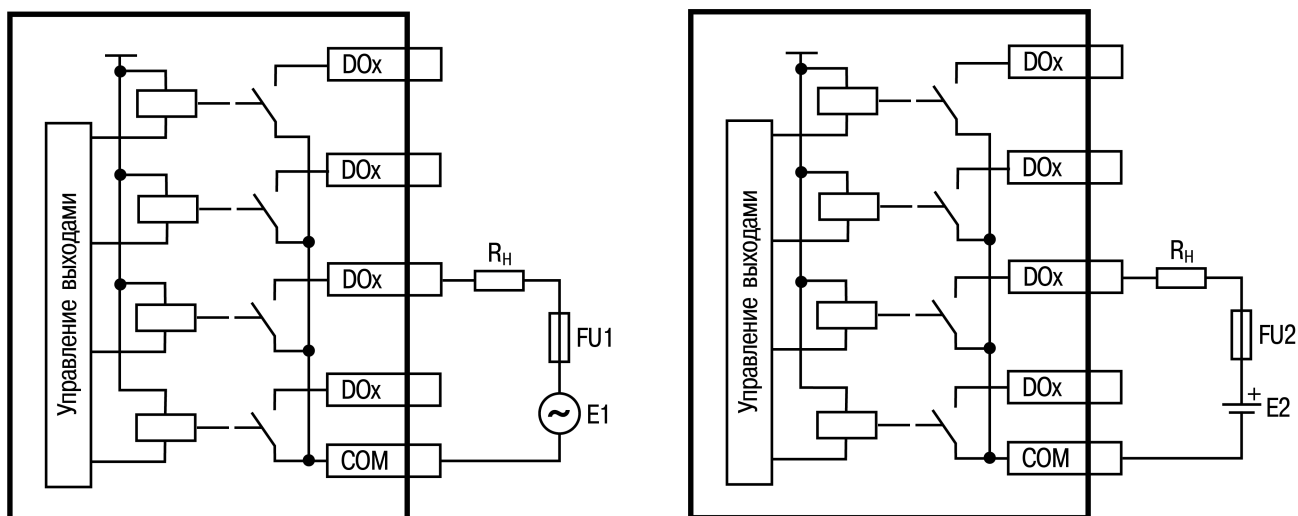 DOx
DOx
DOx
DOx
COM
Управление выходами
RН
FU1
~
E1
DOx
DOx
DOx
DOx
COM
Управление выходами
RН
FU2
+
E2